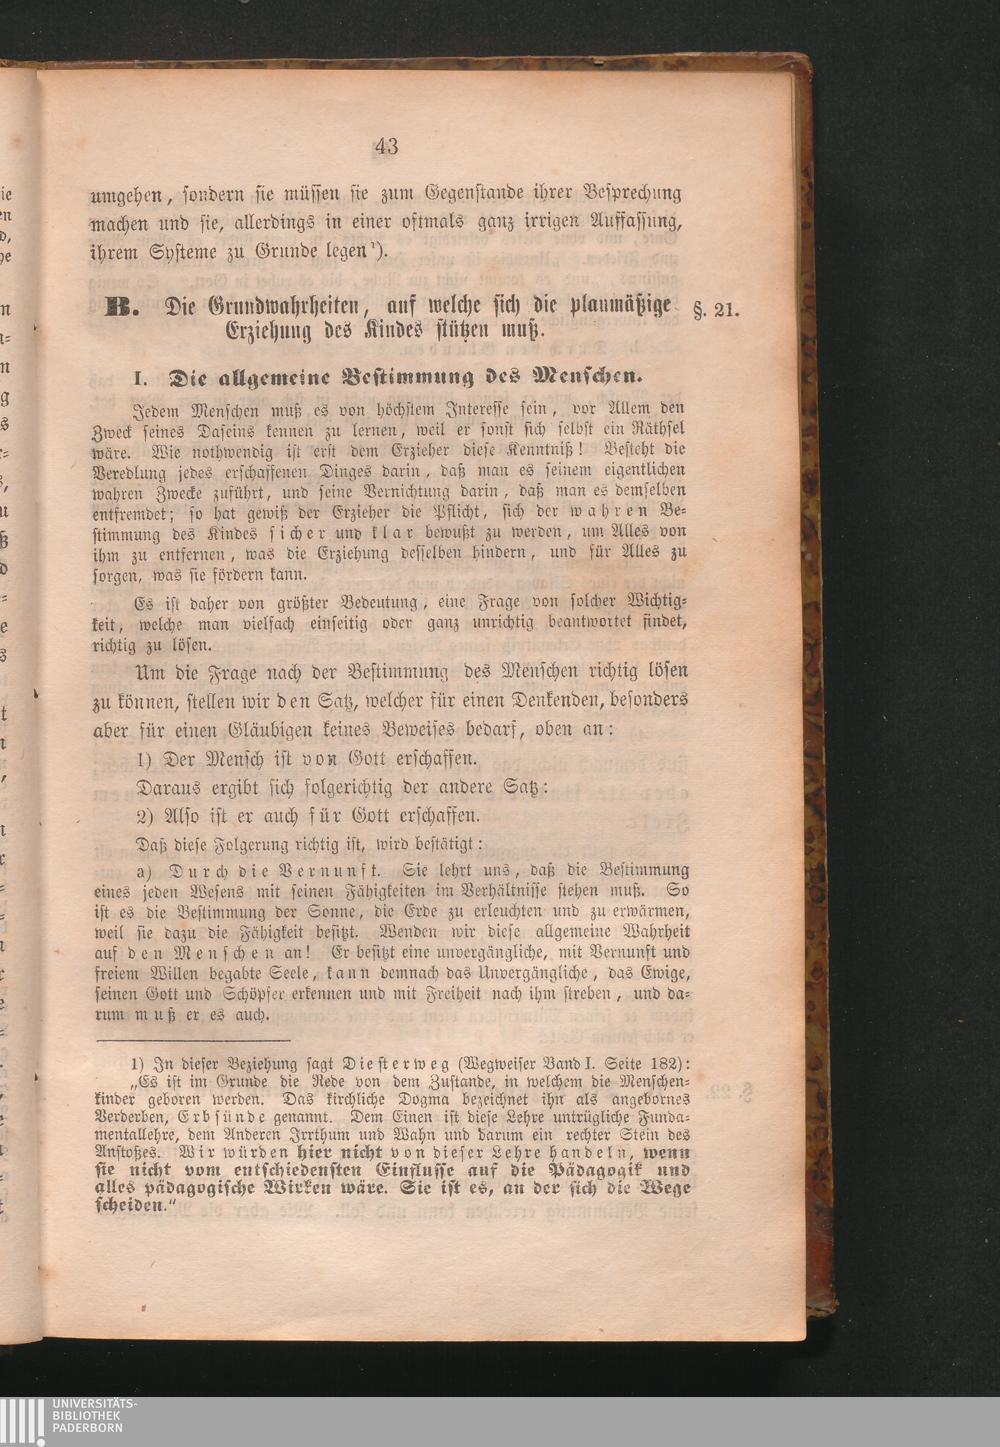 43
umgehen, sondern sie müssen sie zum Gegenstande ihrer Besprechung
machen und sie, allerdings in einer oftmals ganz irrigen Auffassung,
ihrem Systeme zu Grunde legen¹).
B. Die Grundwahrheiten, auf welche sich die planmäßige §. 21.
Erziehung des Kindes stützen muß.
I. Die allgemeine Bestimmung des Menschen.
Jedem Menschen muß es von höchstem Interesse sein, vor Allem den
Zweck seines Daseins kennen zu lernen, weil er sonst sich selbst ein Räthsel
wäre. Wie nothwendig ist erst dem Erzieher diese Kenntniß! Besteht die
Veredlung jedes erschaffenen Dinges darin, daß man es seinem eigentlichen
wahren Zwecke zuführt, und seine Vernichtung darin, daß man es demselben
entfremdet; so hat gewiß der Erzieher die Pflicht, sich der wahren Be-
stimmung des Kindes sicher und klar bewußt zu werden, um Alles von
ihm zu entfernen, was die Erziehung desselben hindern, und für Alles zu
sorgen, was sie fördern kann.
Es ist daher von größter Bedeutung, eine Frage von solcher Wichtig-
keit, welche man vielfach einseitig oder ganz unrichtig beantwortet findet,
richtig zu lösen.
Um die Frage nach der Bestimmung des Menschen richtig lösen
zu können, stellen wir den Satz, welcher für einen Denkenden, besonders
aber für einen Gläubigen keines Beweises bedarf, oben an:
1) Der Mensch ist von Gott erschaffen.
Daraus ergibt sich folgerichtig der andere Satz:
2) Also ist er auch für Gott erschaffen.
Daß diese Folgerung richtig ist, wird bestätigt:
a) Durch die Vernunft. Sie lehrt uns, daß die Bestimmung
eines jeden Wesens mit seinen Fähigkeiten im Verhältnisse stehen muß. So
ist es die Bestimmung der Sonne, die Erde zu erleuchten und zu erwärmen,
weil sie dazu die Fähigkeit besitzt. Wenden wir diese allgemeine Wahrheit
auf den Menschen an! Er besitzt eine unvergängliche, mit Vernunft und
freiem Willen begabte Seele, kann demnach das Unvergängliche, das Ewige,
seinen Gott und Schöpfer erkennen und mit Freiheit nach ihm streben, und da-
rum muß er es auch.
1) In dieser Beziehung sagt Diesterweg (Wegweiser Band I. Seite 182):
„Es ist im Grunde die Rede von dem Zustande, in welchem die Menschen-
kinder geboren werden. Das kirchliche Dogma bezeichnet ihn als angebornes
Verderben, Erbsünde genannt. Dem Einen ist diese Lehre untrügliche Funda-
mentallehre, dem Anderen Irrthum und Wahn und darum ein rechter Stein des
Anstoßes. Wir würden hier nicht von dieser Lehre handeln, wenn
sie nicht vom entschiedensten Einflusse auf die Pädagogik und
alles pädagogische Wirken wäre. Sie ist es, an der sich die Wege
scheiden.“
UNIVERSITÄTS-
BIBLIOTHEK
PADERBORN